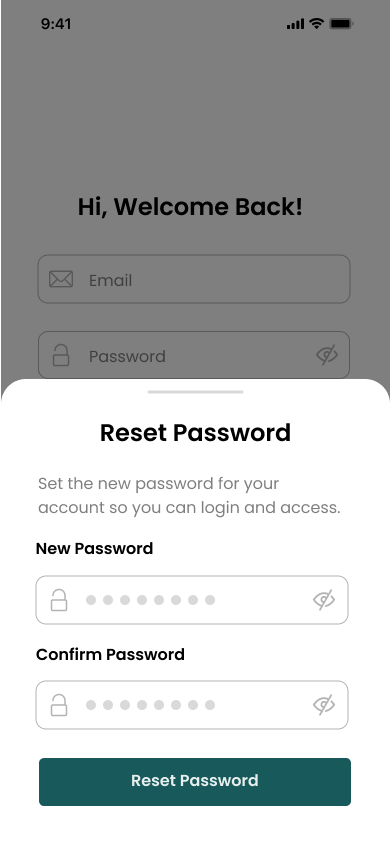 9:41
Hi, Welcome Back!
Email
Password
Reset Password
Set the new password for your
account so you can login and access.
New Password
Confirm Password
Reset Password